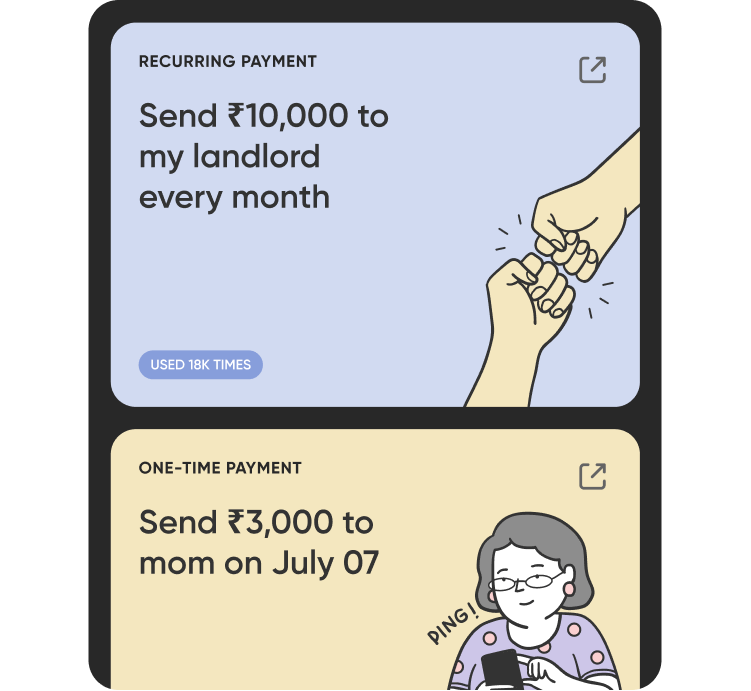 RECURRING PAYMENT
Send ₹10,000 to
my landlord
every month
USED 18K TIMES
ONE-TIME PAYMENT
Send ₹3,000 to
mom on July 07
PING!